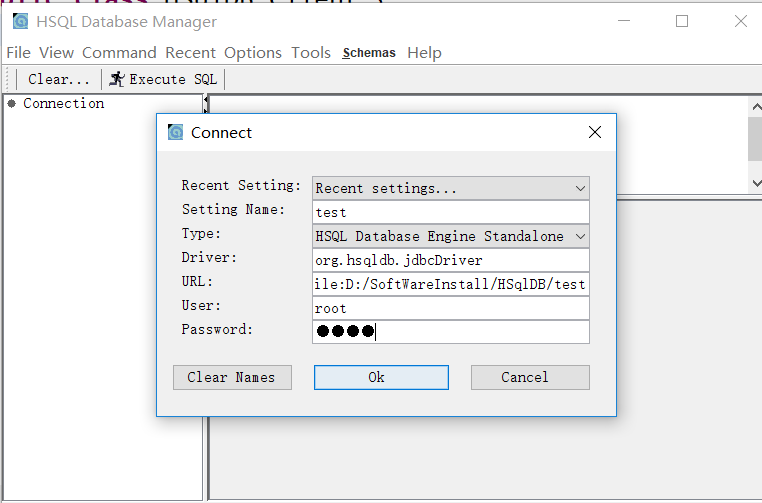 HSQL Database Manager
File View Command Recent Options Tools Schemas Help
Clear... Execute SQL
Connection
Connect
Recent Setting: Recent settings...
Setting Name: test
Type: HSQL Database Engine Standalone
Driver: org.hsqldb.jdbcDriver
URL: ile:D:/SoftWareInstall/HSqlDB/test
User: root
Password: ●●●●
Clear Names Ok Cancel